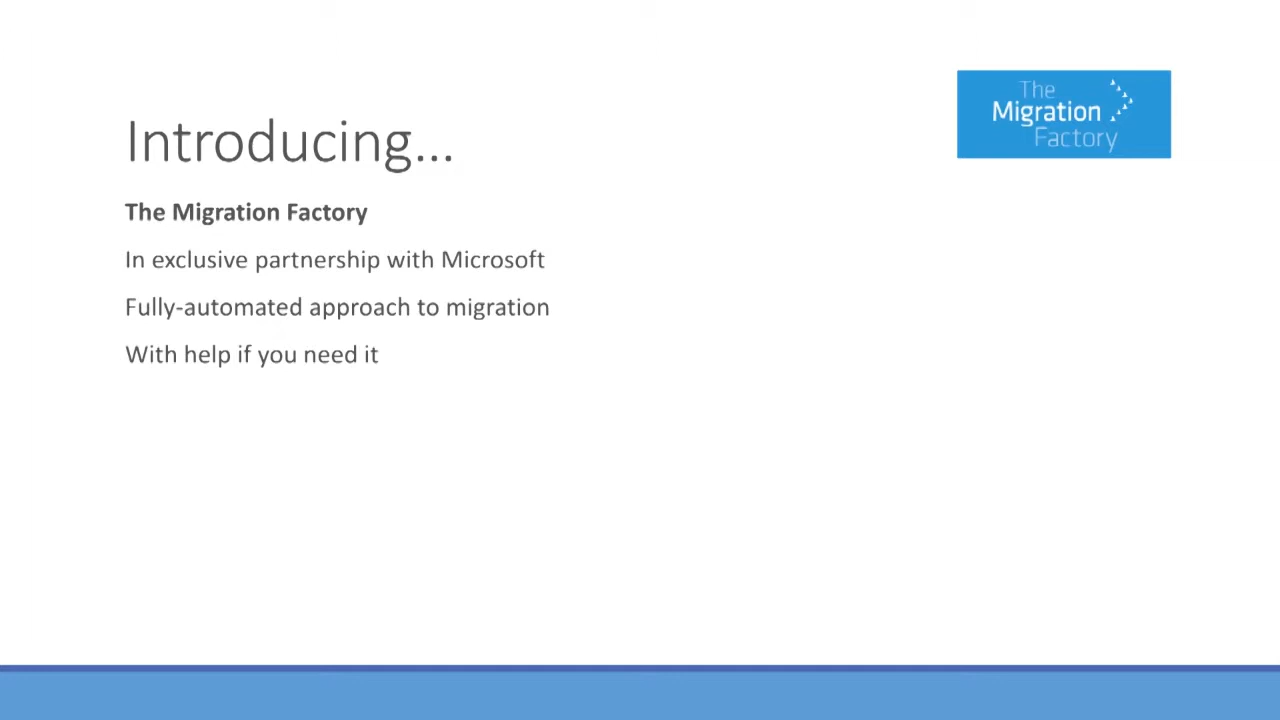 The
Migration
Factory
Introducing...
The Migration Factory
In exclusive partnership with Microsoft
Fully-automated approach to migration
With help if you need it